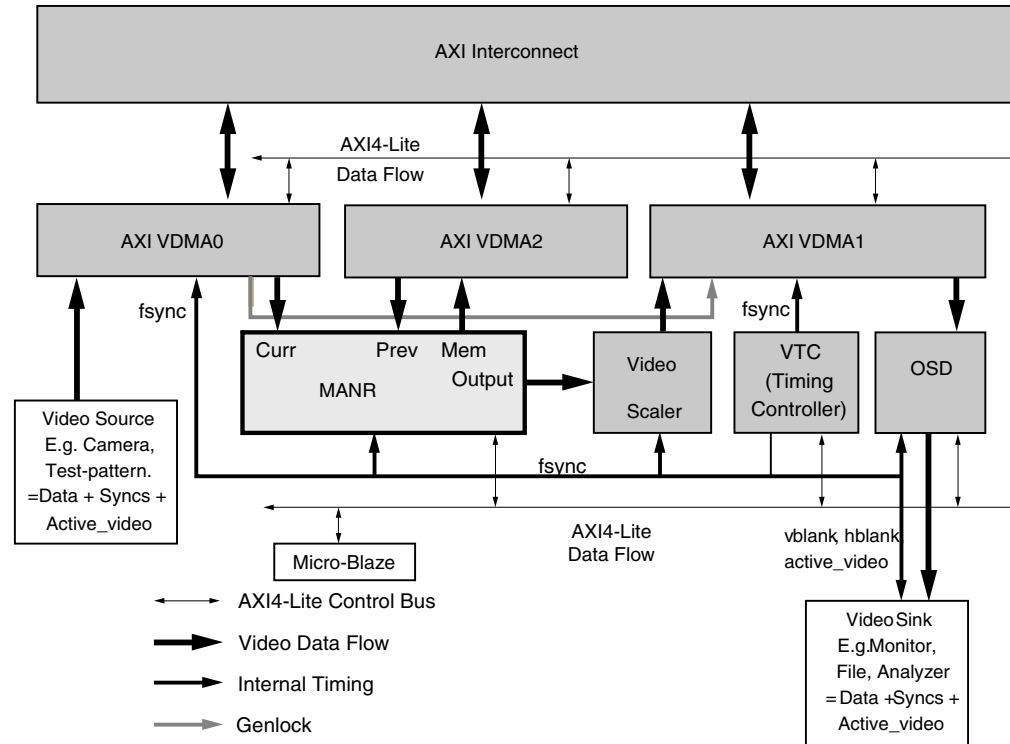 AXI Interconnect
AXI4-Lite
Data Flow
AXI VDMA0
AXI VDMA2
AXI VDMA1
fsync
fsync
Curr
Prev
Mem
Output
MANR
Video
Scaler
VTC
(Timing
Controller)
OSD
Video Source
E.g. Camera,
Test-pattern.
=Data + Syncs +
Active_video
fsync
AXI4-Lite
Data Flow
vblank, hblank,
active_video
Micro-Blaze
AXI4-Lite Control Bus
Video Data Flow
Internal Timing
Genlock
Video Sink
E.g.Monitor,
File, Analyzer
= Data +Syncs +
Active_video